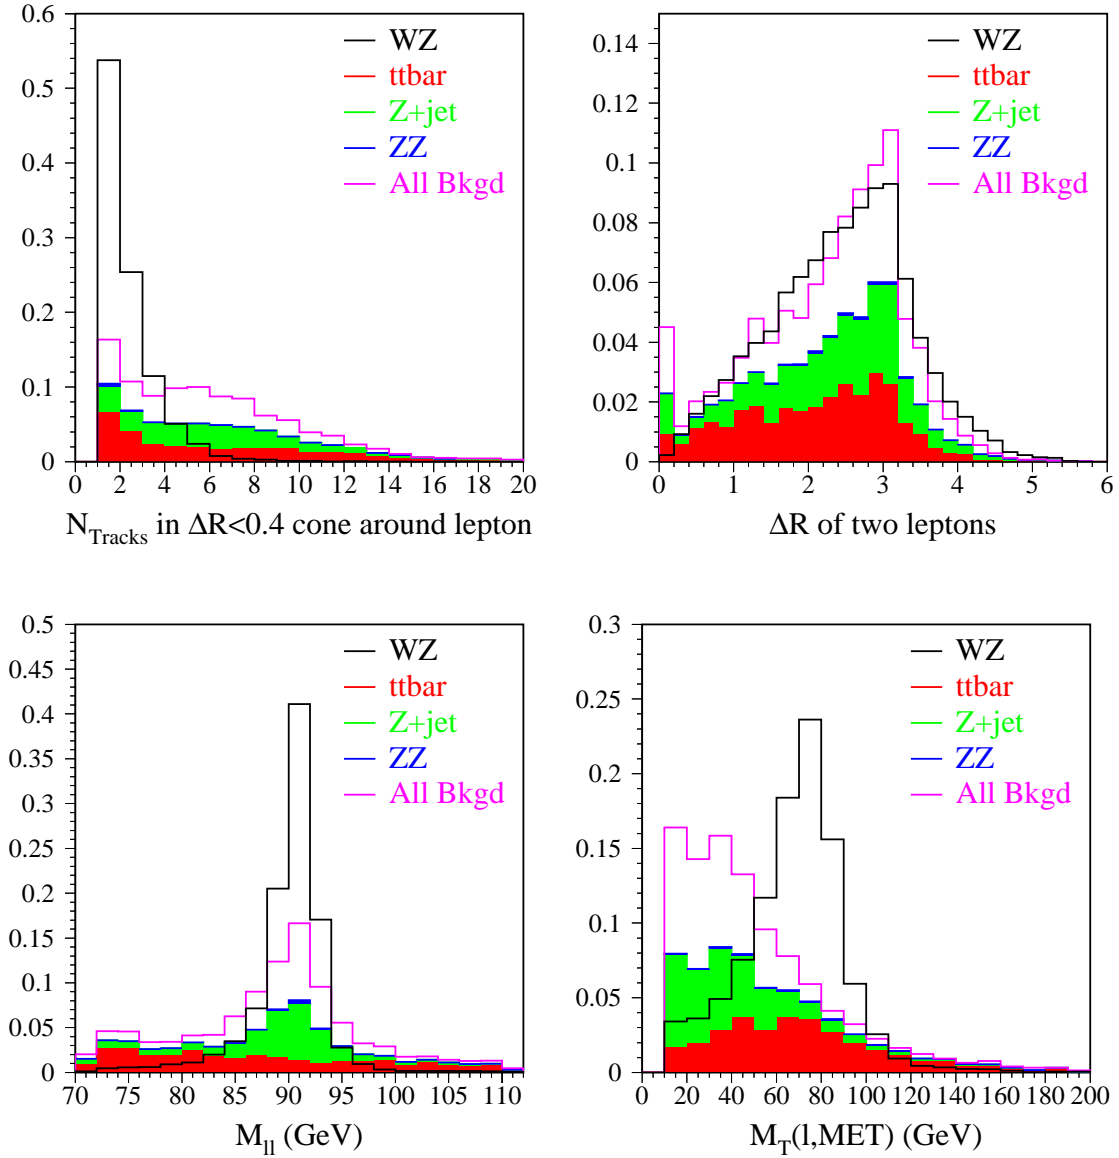 0.6
0.5
0.4
0.3
0.2
0.1
0
0 2 4 6 8 10 12 14 16 18 20
WZ
ttbar
Z+jet
ZZ
All Bkgd
N_Tracks in ΔR<0.4 cone around lepton
0.14
0.12
0.1
0.08
0.06
0.04
0.02
0
0 1 2 3 4 5 6
WZ
ttbar
Z+jet
ZZ
All Bkgd
ΔR of two leptons
0.5
0.45
0.4
0.35
0.3
0.25
0.2
0.15
0.1
0.05
0
70 75 80 85 90 95 100 105 110
WZ
ttbar
Z+jet
ZZ
All Bkgd
M_ll (GeV)
0.3
0.25
0.2
0.15
0.1
0.05
0
0 20 40 60 80 100 120 140 160 180 200
WZ
ttbar
Z+jet
ZZ
All Bkgd
M_T(l,MET) (GeV)